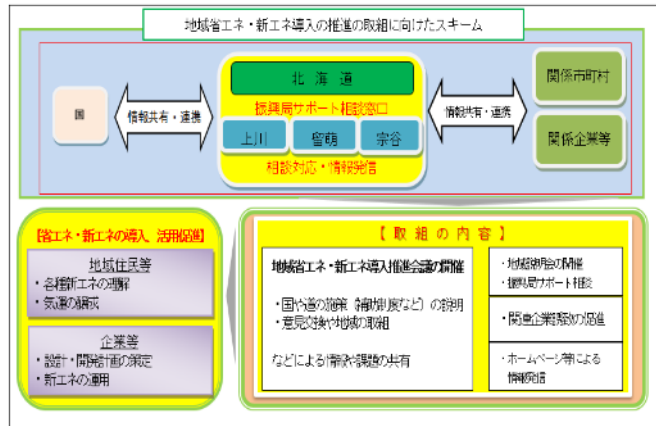 地域省エネ・新エネ導入の推進の取組に向けたスキーム
国
情報共有・連携
北海道
振興局サポート相談窓口
上川
留萌
宗谷
相談対応・情報発信
情報共有・連携
関係市町村
関係企業等
【省エネ・新エネの導入、活用促進】
地域住民等
・各種新エネの理解
・気運の醸成
企業等
・設計・開発計画の策定
・新エネの運用
【取組の内容】
地域省エネ・新エネ導入推進会議の開催
・国や道の施策（補助制度など）の説明
・意見交換や地域の取組
などによる情報や課題の共有
・地域説明会の開催
・振興局サポート相談
・関連企業誘致の促進
・ホームページ等による
情報発信